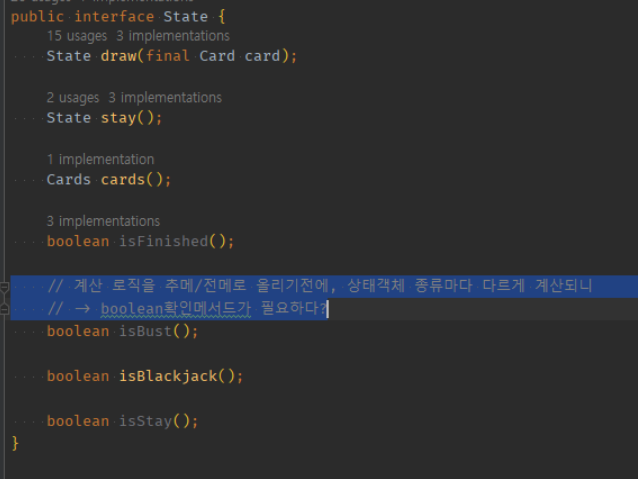 public interface State {
15 usages 3 implementations
State draw(final Card card);
2 usages 3 implementations
State stay();
1 implementation
Cards cards();
3 implementations
boolean isFinished();
// 계산 로직을 추메/전메로 올리기전에, 상태객체 종류마다 다르게 계산되니
// -> boolean확인메서드가 필요하다?
boolean isBust();
boolean isBlackjack();
boolean isStay();
}